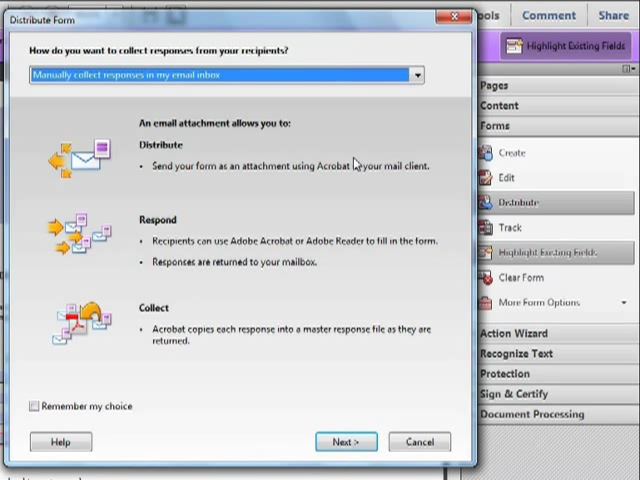 Distribute Form
ools
Comment
Share
How do you want to collect responses from your recipients?
Highlight Existing Fields
Manually collect responses in my email inbox
Pages
Content
An email attachment allows you to:
Forms
Distribute
Create
• Send your form as an attachment using Acrobat your mail client.
Edit
Distribute
Respond
Track
• Recipients can use Adobe Acrobat or Adobe Reader to fill in the form.
Highlight Existing Fields
• Responses are returned to your mailbox.
Clear Form
Collect
More Form Options
• Acrobat copies each response into a master response file as they are
returned.
Action Wizard
Recognize Text
Protection
Sign & Certify
Remember my choice
Document Processing
Help
Next >
Cancel